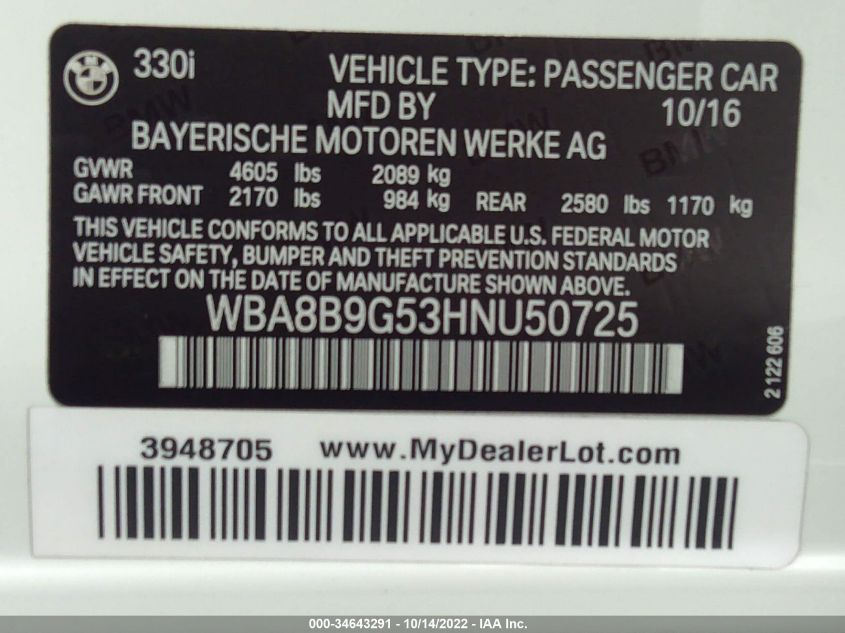 BMW 330i VEHICLE TYPE: PASSENGER CAR
MFD BY 10/16
BAYERISCHE MOTOREN WERKE AG
GVWR 4605 lbs 2089 kg
GAWR FRONT 2170 lbs 984 kg REAR 2580 lbs 1170 kg
THIS VEHICLE CONFORMS TO ALL APPLICABLE U.S. FEDERAL MOTOR
VEHICLE SAFETY, BUMPER AND THEFT PREVENTION STANDARDS
IN EFFECT ON THE DATE OF MANUFACTURE SHOWN ABOVE.
WBA8B9G53HNU50725
2 122 606
3948705 www.MyDealerLot.com
000-34643291 - 10/14/2022 - IAA Inc.